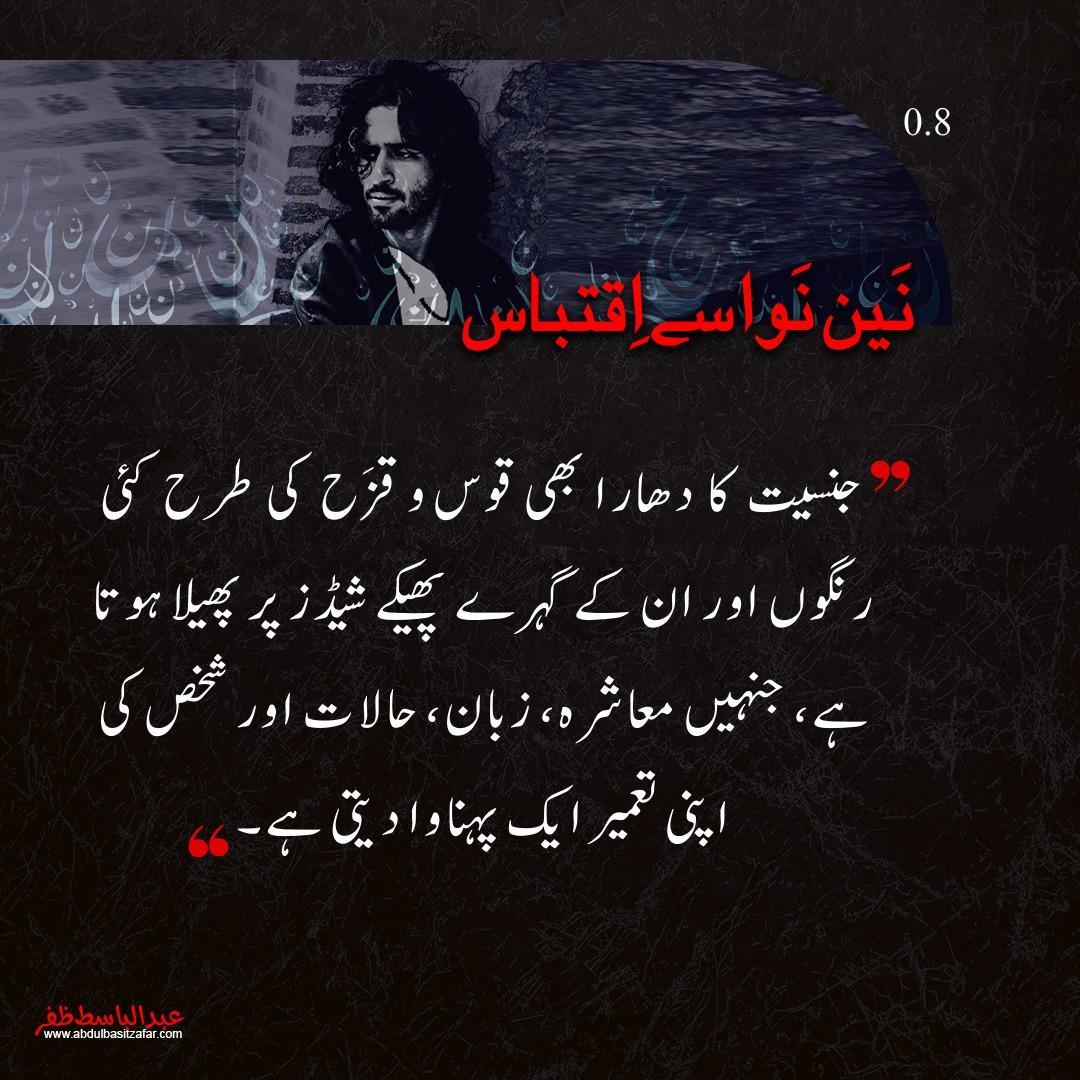 0.8
نَین نَوا سے اِقتباس
”جنسیت کا دھارا بھی قوس و قزَح کی طرح کئی
رنگوں اور ان کے گہرے پھیکے شیڈز پر پھیلا ہوتا
ہے، جنہیں معاشرہ، زبان، حالات اور شخص کی
اپنی تعمیر ایک پہناوا دیتی ہے۔“
عبدالباسط ظفر
www.abdulbasitzafar.com